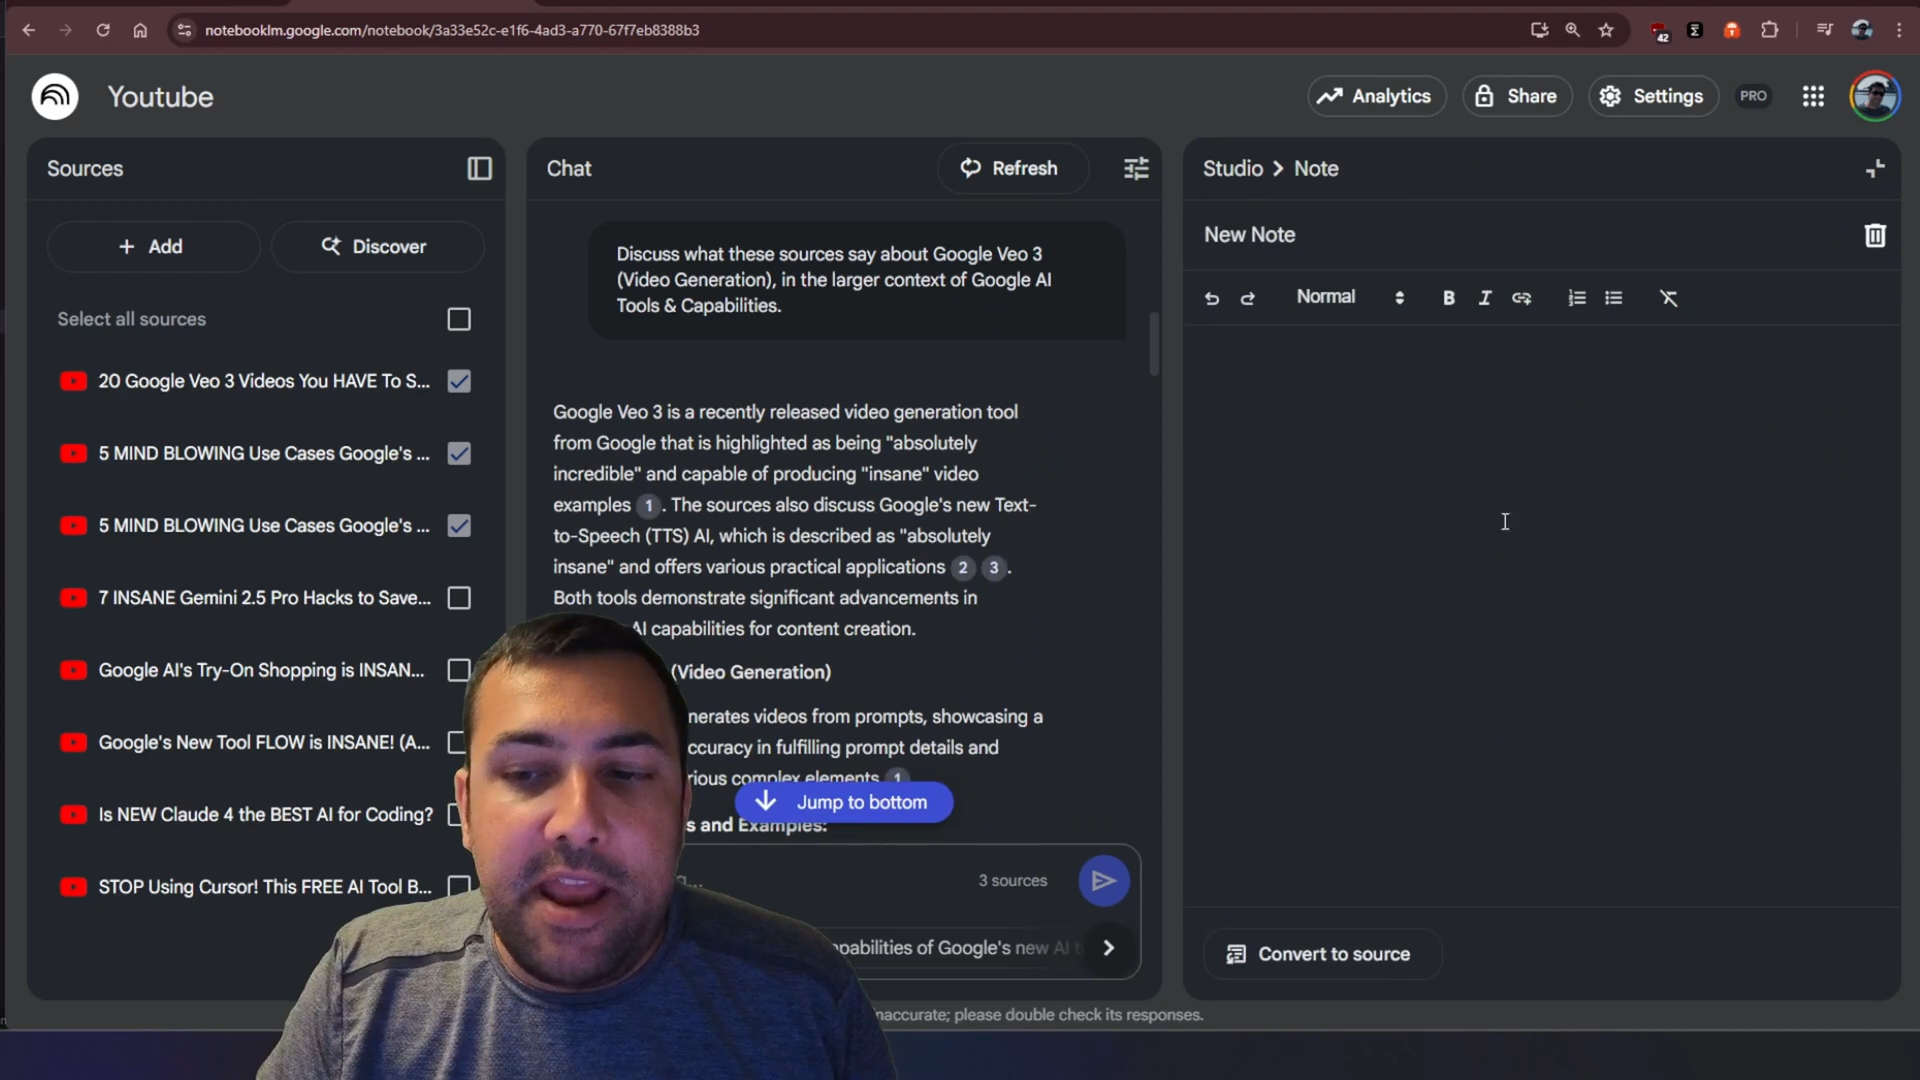 notebooklm.google.com/notebook/3a33e52c-e1f6-4ad3-a770-67f7eb8388b3
42
Youtube
Analytics
Share
Settings
PRO
Sources
Add
Discover
Select all sources
20 Google Veo 3 Videos You HAVE To S...
5 MIND BLOWING Use Cases Google's ...
5 MIND BLOWING Use Cases Google's ...
7 INSANE Gemini 2.5 Pro Hacks to Save...
Google AI's Try-On Shopping is INSAN...
Google's New Tool FLOW is INSANE! (A...
Is NEW Claude 4 the BEST AI for Coding?
STOP Using Cursor! This FREE AI Tool B...
Chat
Refresh
Discuss what these sources say about Google Veo 3
(Video Generation), in the larger context of Google AI
Tools & Capabilities.
Google Veo 3 is a recently released video generation tool
from Google that is highlighted as being "absolutely
incredible" and capable of producing "insane" video
examples 1. The sources also discuss Google's new Text-
to-Speech (TTS) AI, which is described as "absolutely
insane" and offers various practical applications 2 3.
Both tools demonstrate significant advancements in
AI capabilities for content creation.
(Video Generation)
nerates videos from prompts, showcasing a
ccuracy in fulfilling prompt details and
rious complex elements 1
Jump to bottom
s and Examples:
3 sources
pabilities of Google's new AI t
naccurate; please double check its responses.
Studio > Note
New Note
Normal
B I
Convert to source